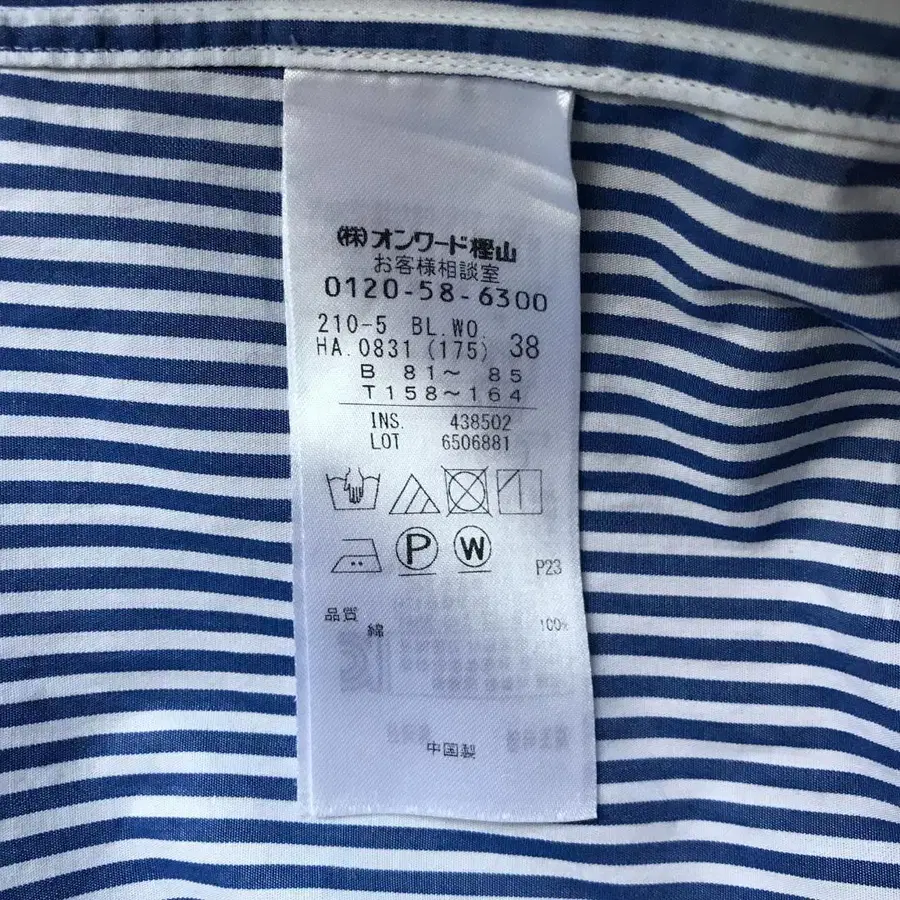 (株)オンワード樫山
お客様相談室
0120-58-6300
210-5 BL.WO.
HA.0831 (175) 38
B 81～ 85
T158～164
INS. 438502
LOT 6506881
P W
P23
品質
綿 100%
中国製